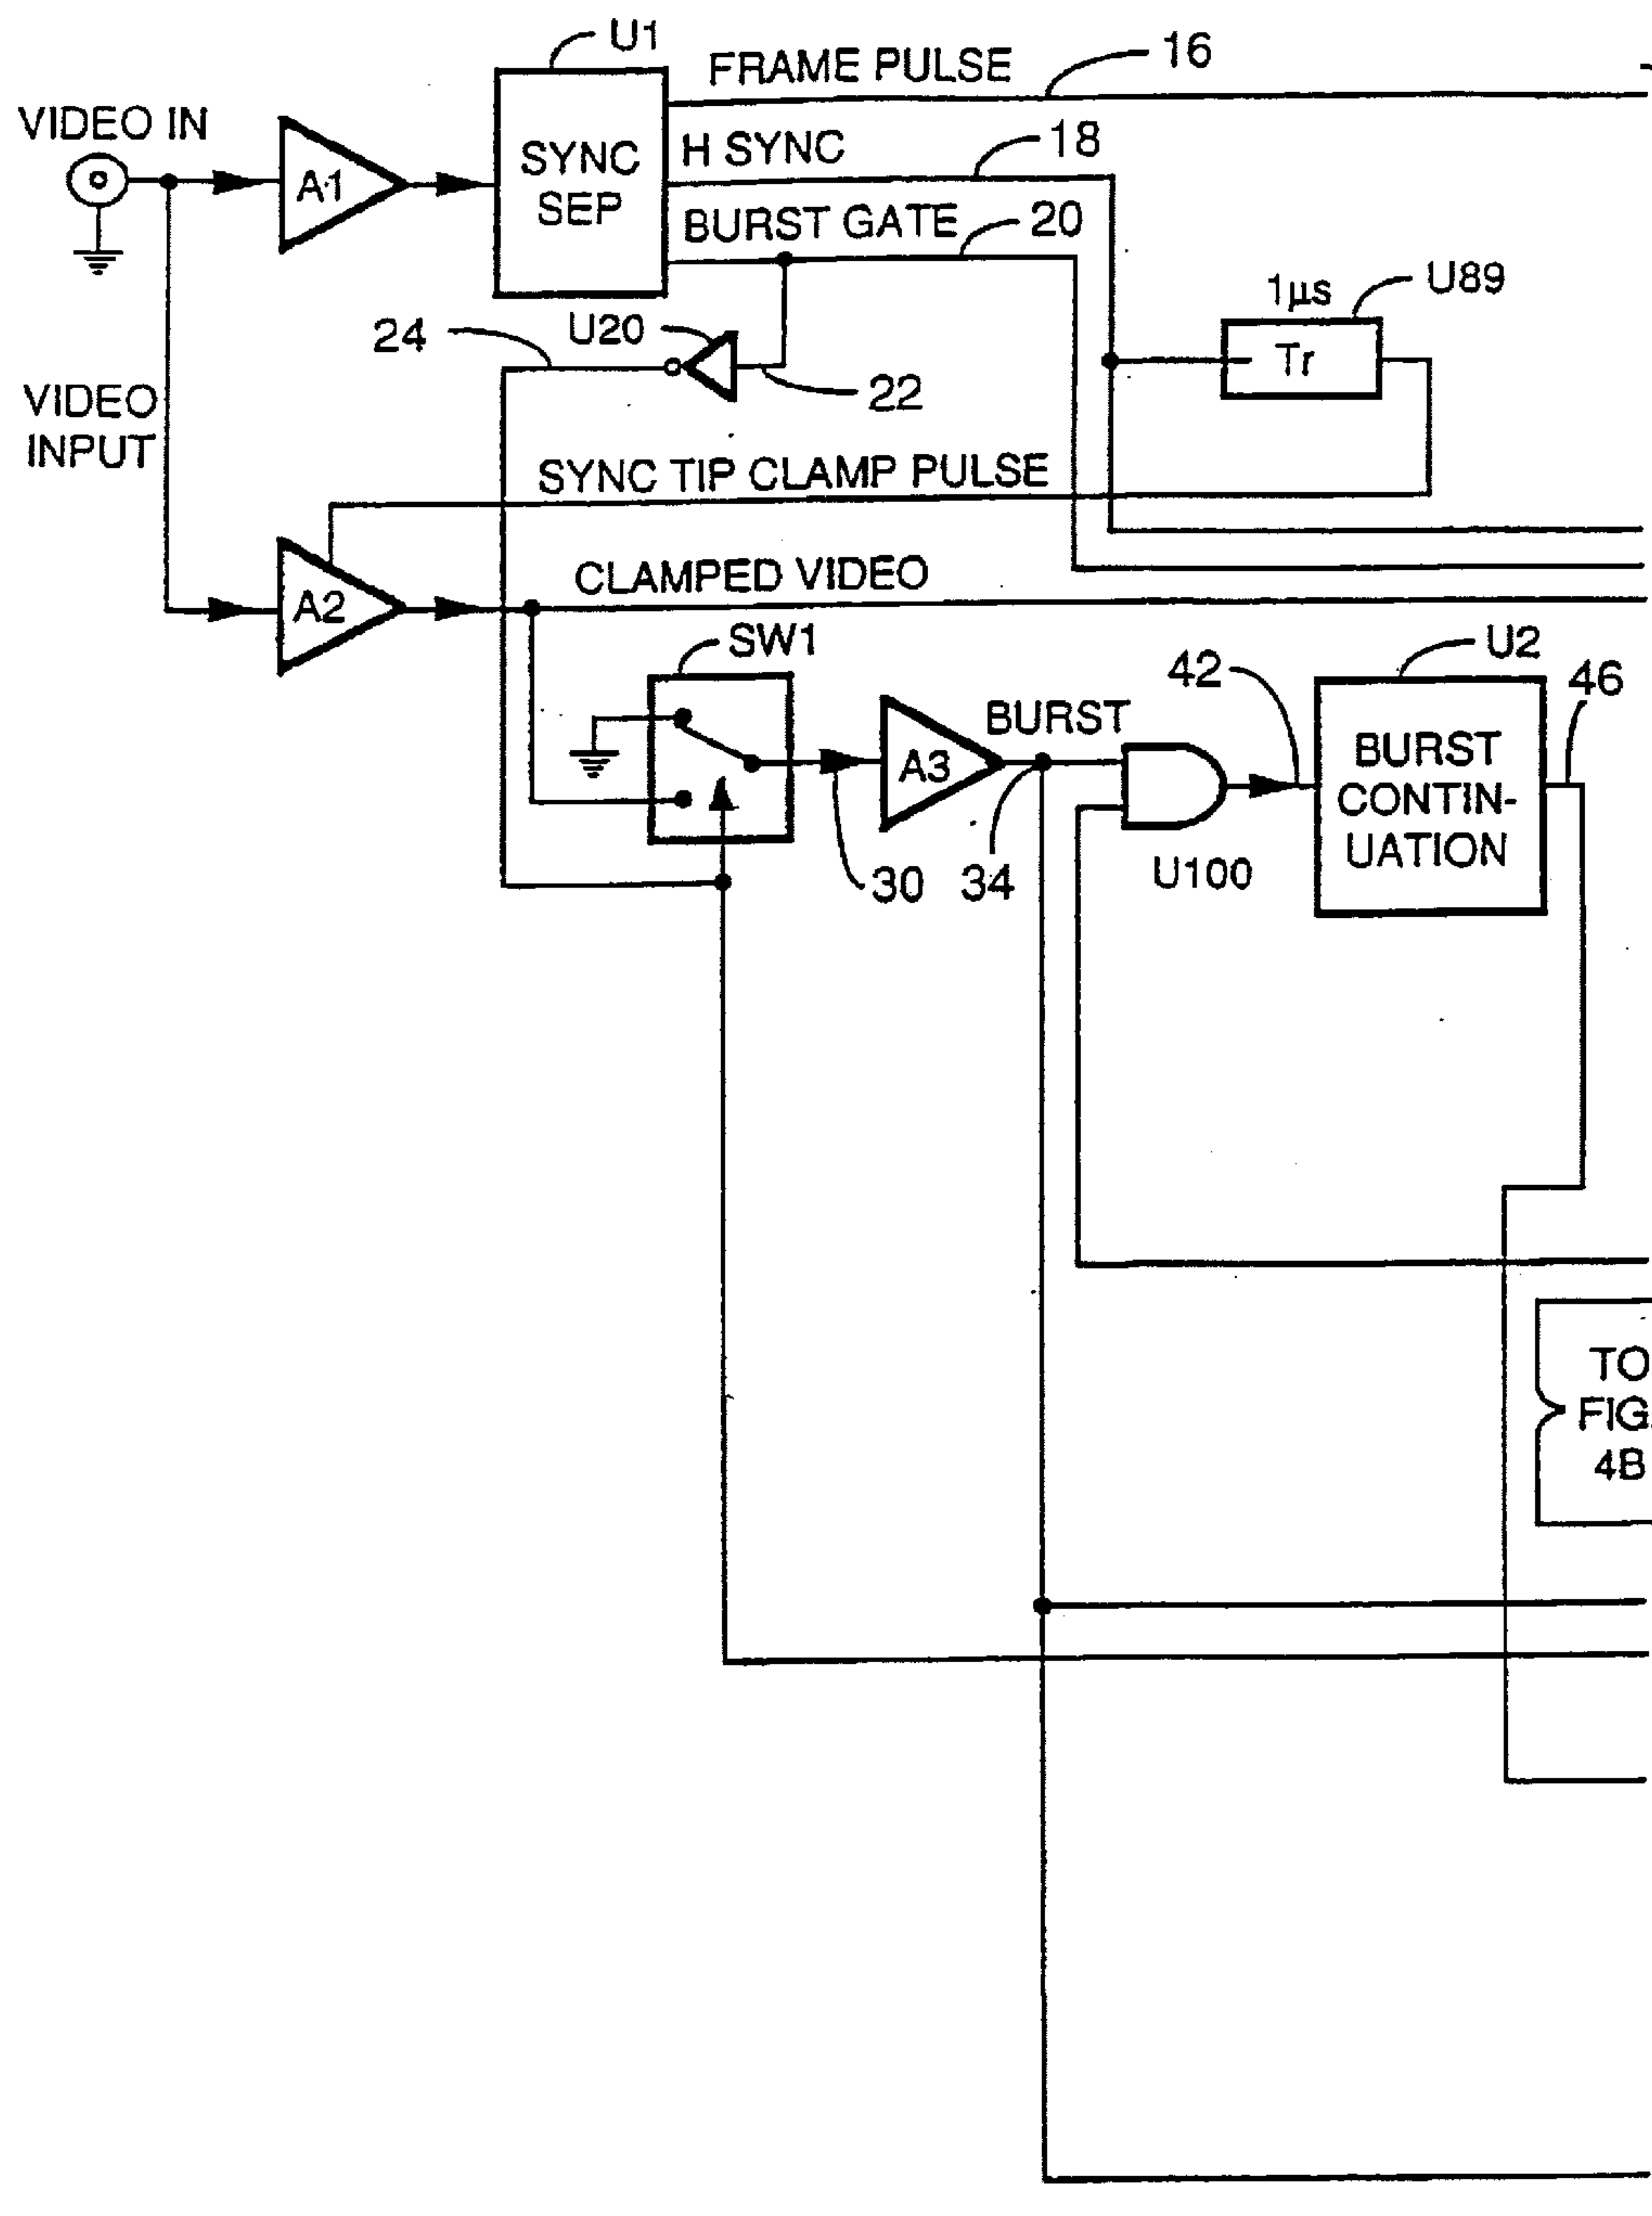 U1
FRAME PULSE
16
VIDEO IN
A1
SYNC
SEP
H SYNC
18
BURST GATE
20
1µs
U89
Tr
24
U20
22
VIDEO
INPUT
SYNC TIP CLAMP PULSE
A2
CLAMPED VIDEO
SW1
A3
BURST
42
U2
46
BURST
CONTIN-
UATION
30
34
U100
TO
FIG.
4B